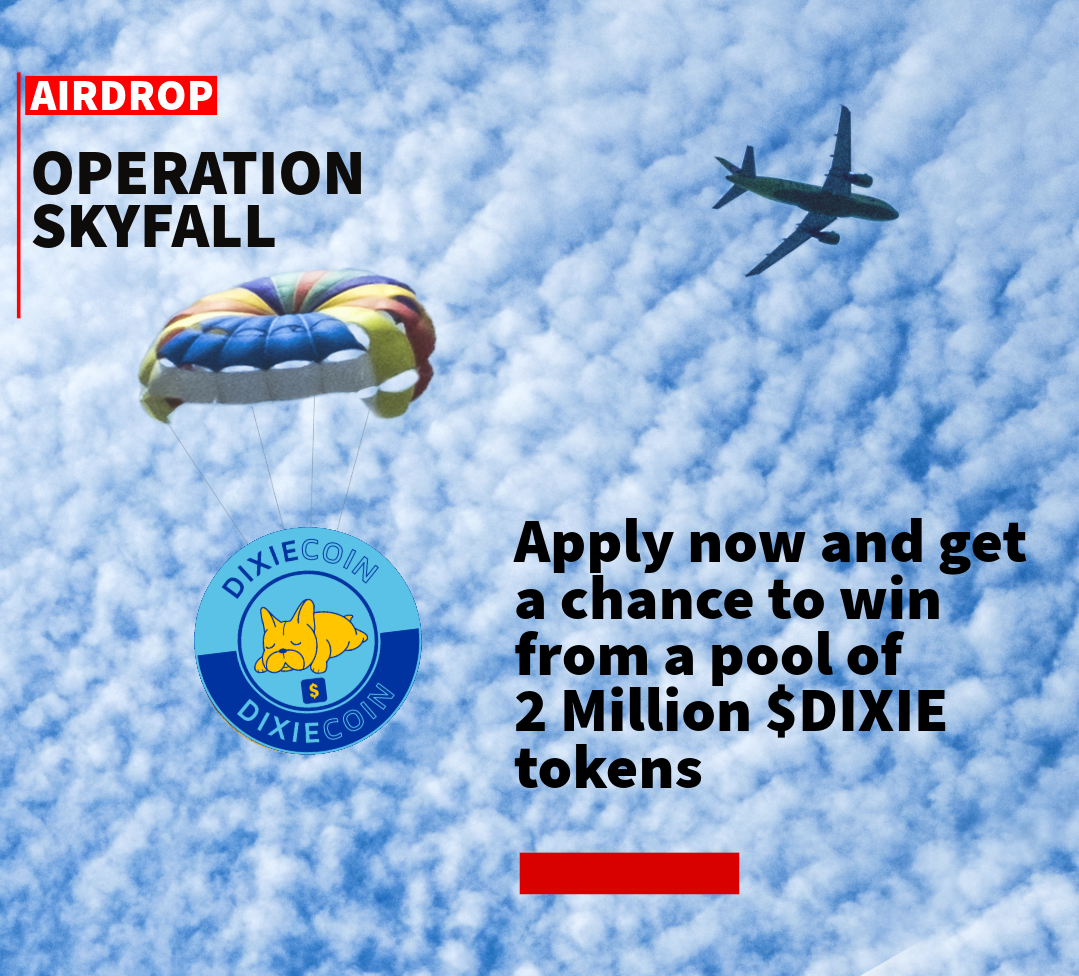 AIRDROP
OPERATION
SKYFALL
DIXIECOIN
$
DIXIECOIN
Apply now and get
a chance to win
from a pool of
2 Million $DIXIE
tokens